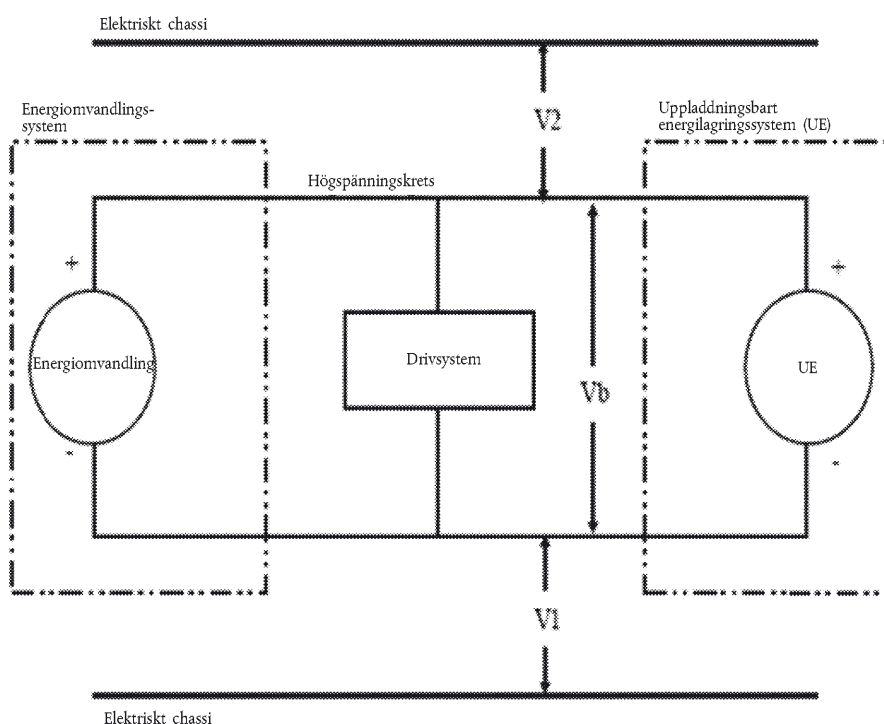 Elektriskt chassi
V2
Energiomvandlings-
system
Uppladdningsbart
energilagringssystem (UE)
Högspänningskrets
+
+
Energiomvandling
Drivsystem
UE
Vb
-
-
V1
Elektriskt chassi